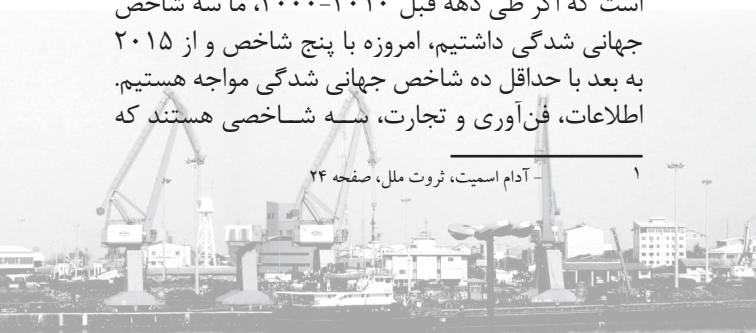 است که اگر طی دهه قبل ۲۰۱۰-۲۰۰۰، ما سه شاخص
جهانی شدگی داشتیم، امروزه با پنج شاخص و از ۲۰۱۵
به بعد با حداقل ده شاخص جهانی شدگی مواجه هستیم.
اطلاعات، فن‌آوری و تجارت، سه شاخصی هستند که
۱ - آدام اسمیت، ثروت ملل، صفحه ۲۴